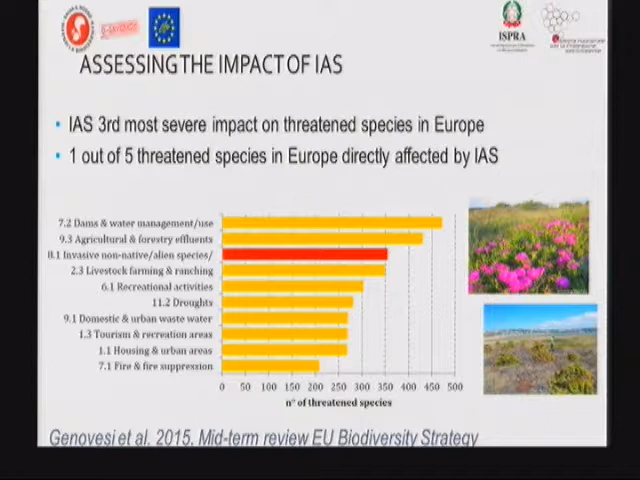 ISPRA
ASSESSING THE IMPACT OF IAS
• IAS 3rd most severe impact on threatened species in Europe
• 1 out of 5 threatened species in Europe directly affected by IAS
7.2 Dams & water management/use
9.3 Agricultural & forestry effluents
8.1 Invasive non-native/alien species/
2.3 Livestock farming & ranching
6.1 Recreational activities
11.2 Droughts
9.1 Domestic & urban waste water
1.3 Tourism & recreation areas
1.1 Housing & urban areas
7.1 Fire & fire suppression
0 50 100 150 200 250 300 350 400 450 500
n° of threatened species
Genovesi et al. 2015. Mid-term review EU Biodiversity Strategy